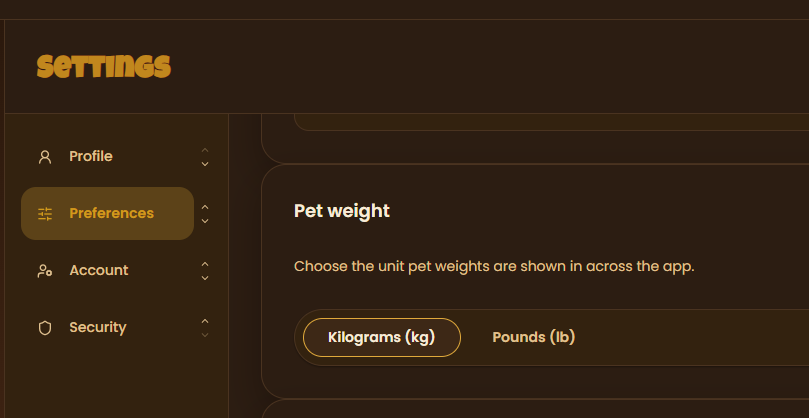 Settings
Profile
Preferences
Account
Security
Pet weight
Choose the unit pet weights are shown in across the app.
Kilograms (kg)
Pounds (lb)